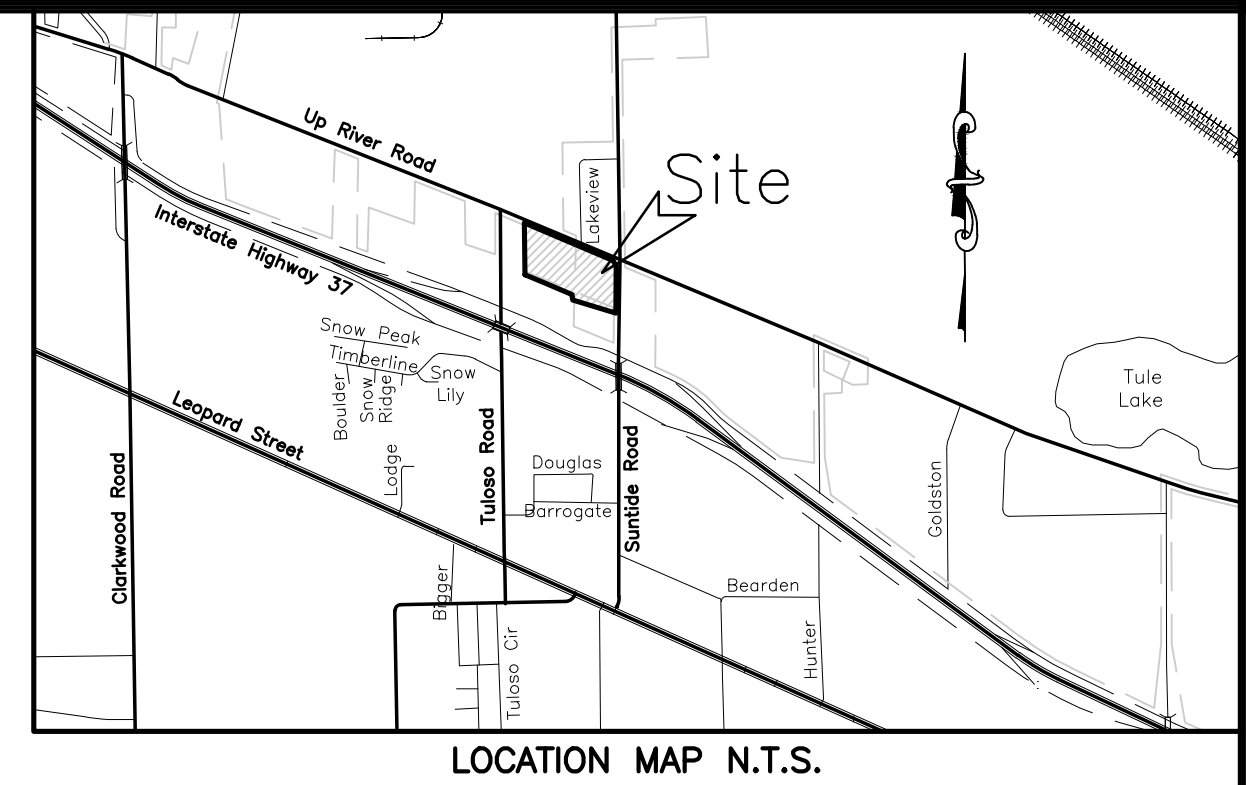 Up River Road
Site
Lakeview
Interstate Highway 37
Snow Peak
Timberline
Snow
Lily
Boulder
Snow
Ridge
Tule
Lake
Leopard Street
Lodge
Clarkwood Road
Tuloso Road
Douglas
Barrogate
Suntide Road
Goldston
Bigger
Bearden
Hunter
Tuloso Cir
LOCATION MAP N.T.S.